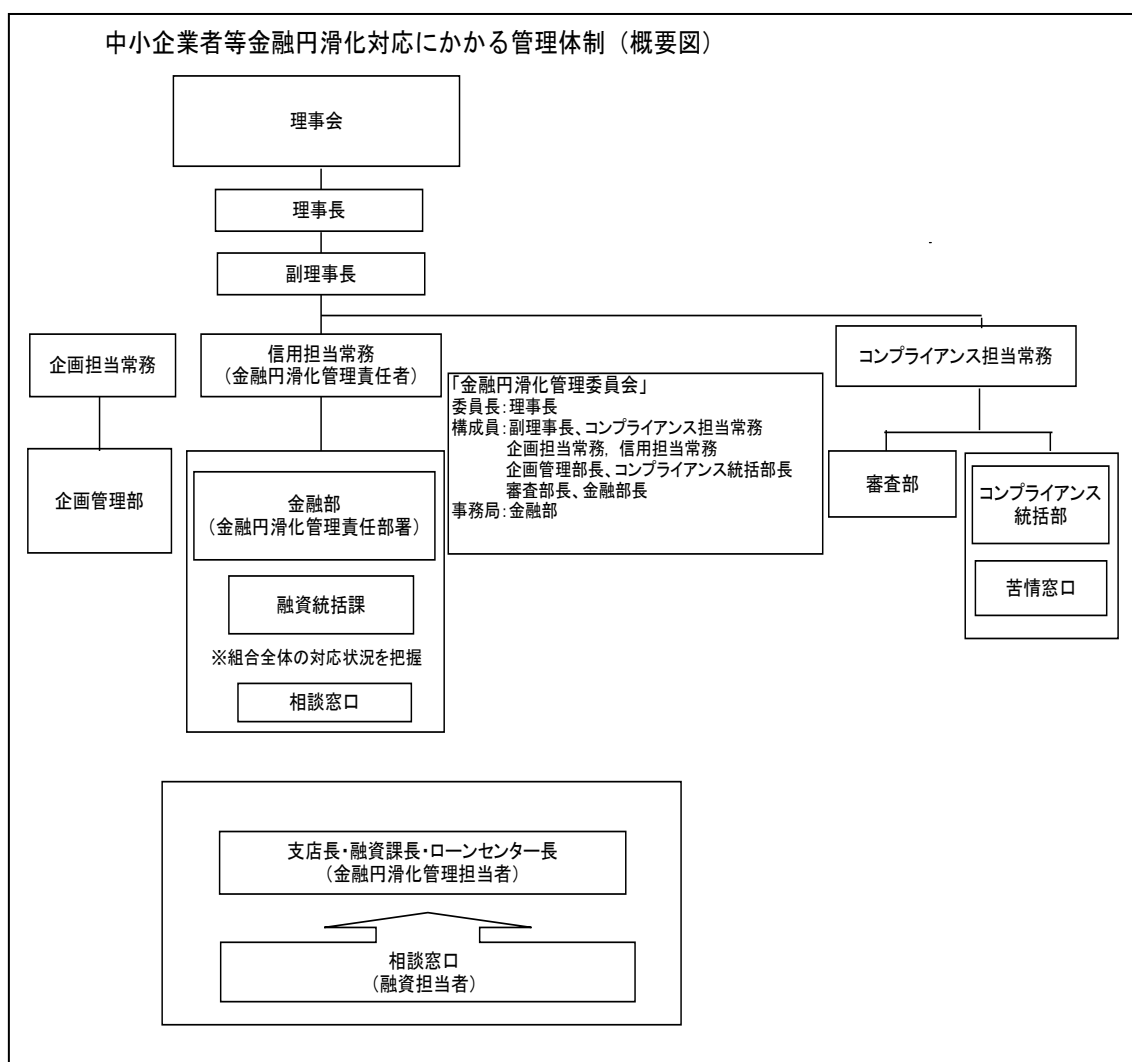 中小企業者等金融円滑化対応にかかる管理体制（概要図）
理事会
理事長
副理事長
企画担当常務
信用担当常務
（金融円滑化管理責任者）
コンプライアンス担当常務
「金融円滑化管理委員会」
委員長：理事長
構成員：副理事長、コンプライアンス担当常務
企画担当常務，信用担当常務
企画管理部長、コンプライアンス統括部長
審査部長、金融部長
事務局：金融部
企画管理部
金融部
（金融円滑化管理責任部署）
融資統括課
※組合全体の対応状況を把握
相談窓口
審査部
コンプライアンス
統括部
苦情窓口
支店長・融資課長・ローンセンター長
（金融円滑化管理担当者）
相談窓口
（融資担当者）